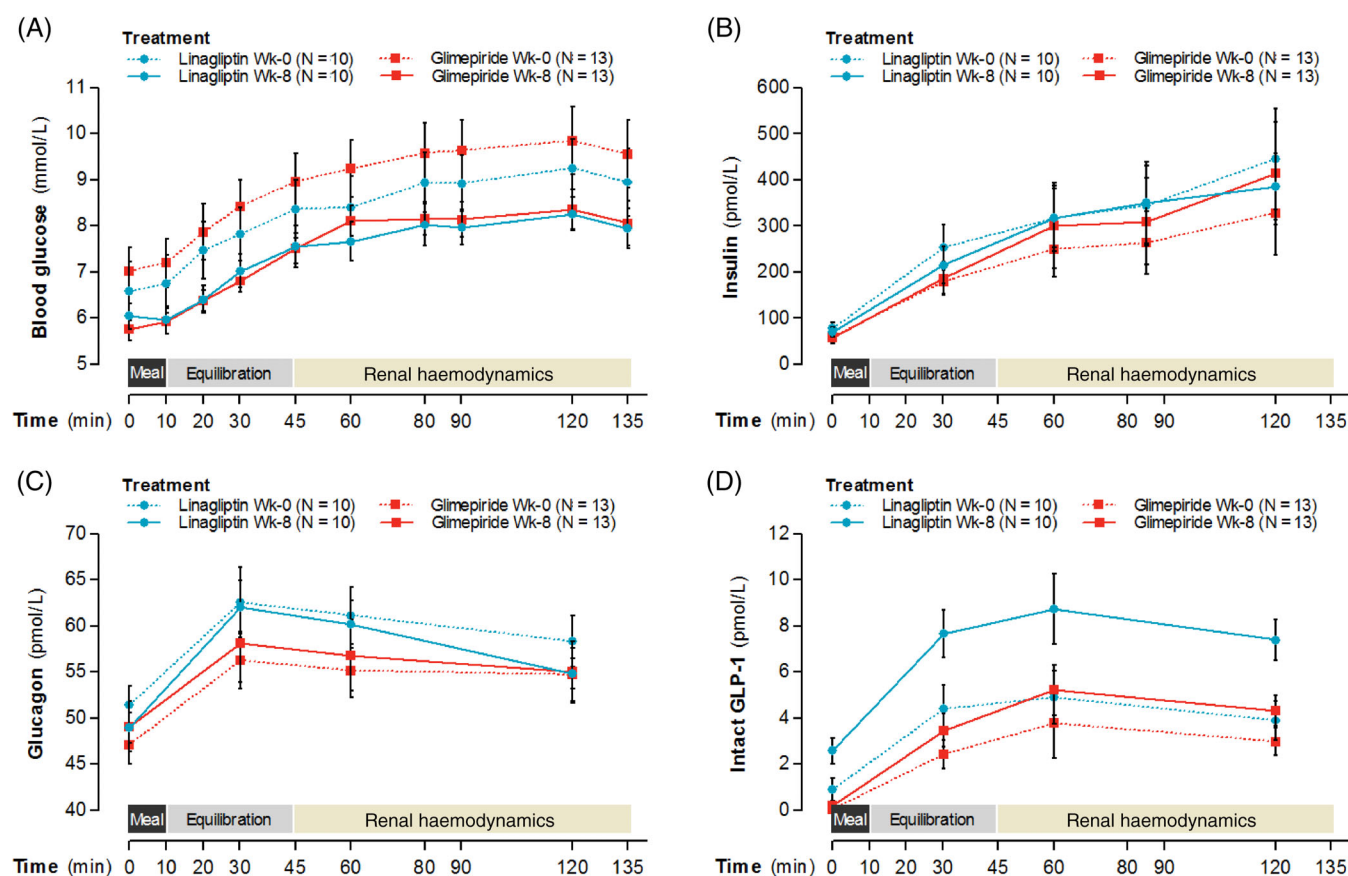 (A)
Treatment
Linagliptin Wk-0 (N = 10) Glimepiride Wk-0 (N = 13)
Linagliptin Wk-8 (N = 10) Glimepiride Wk-8 (N = 13)
Blood glucose (mmol/L)
11
10
9
8
7
6
5
Meal Equilibration Renal haemodynamics
Time (min) 0 10 20 30 45 60 80 90 120 135
(B)
Treatment
Linagliptin Wk-0 (N = 10) Glimepiride Wk-0 (N = 13)
Linagliptin Wk-8 (N = 10) Glimepiride Wk-8 (N = 13)
Insulin (pmol/L)
600
500
400
300
200
100
0
Meal Equilibration Renal haemodynamics
Time (min) 0 10 20 30 45 60 80 90 120 135
(C)
Treatment
Linagliptin Wk-0 (N = 10) Glimepiride Wk-0 (N = 13)
Linagliptin Wk-8 (N = 10) Glimepiride Wk-8 (N = 13)
Glucagon (pmol/L)
70
65
60
55
50
45
40
Meal Equilibration Renal haemodynamics
Time (min) 0 10 20 30 45 60 80 90 120 135
(D)
Treatment
Linagliptin Wk-0 (N = 10) Glimepiride Wk-0 (N = 13)
Linagliptin Wk-8 (N = 10) Glimepiride Wk-8 (N = 13)
Intact GLP-1 (pmol/L)
12
10
8
6
4
2
0
Meal Equilibration Renal haemodynamics
Time (min) 0 10 20 30 45 60 80 90 120 135